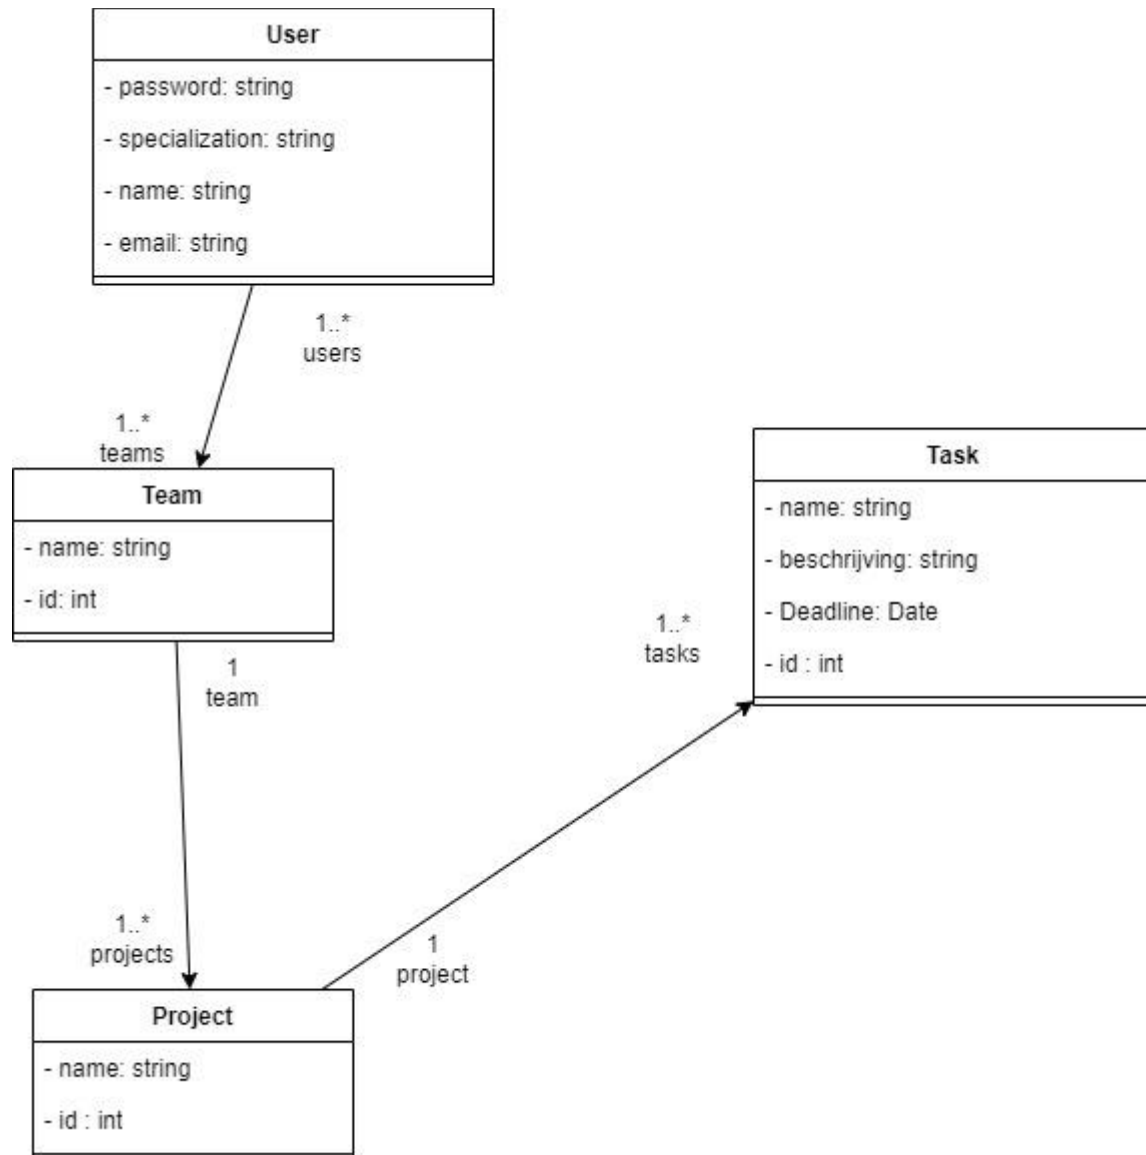 User
- password: string
- specialization: string
- name: string
- email: string
1..*
users
1..*
teams
Team
- name: string
- id: int
Task
- name: string
- beschrijving: string
- Deadline: Date
- id : int
1..*
tasks
1
team
1..*
projects
1
project
Project
- name: string
- id : int